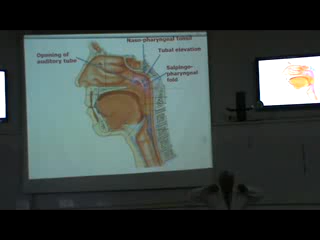 Naso-pharyngeal tonsil
Opening of
auditory tube
Tubal elevation
Salpingo-
pharyngeal
fold